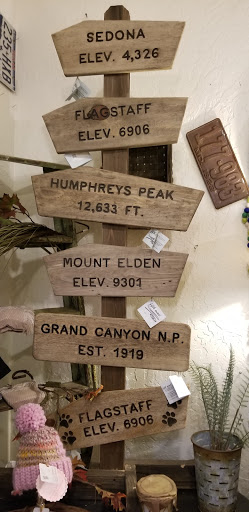 SEDONA
ELEV. 4,326
FLAGSTAFF
ELEV. 6906
HUMPHREYS PEAK
12,633 FT.
MOUNT ELDEN
ELEV. 9301
GRAND CANYON N.P.
EST. 1919
FLAGSTAFF
ELEV. 6906